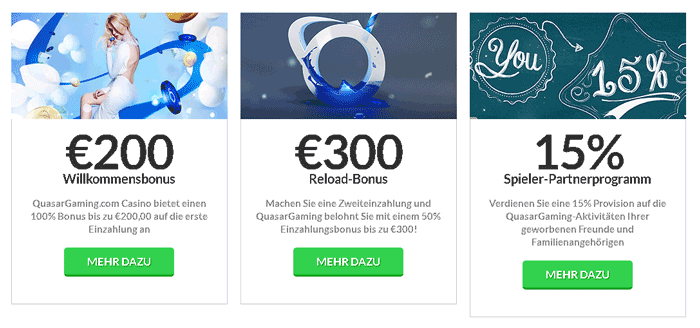 €200
Willkommensbonus
QuasarGaming.com Casino bietet einen
100% Bonus bis zu €200,00 auf die erste
Einzahlung an
MEHR DAZU
€300
Reload-Bonus
Machen Sie eine Zweiteinzahlung und
QuasarGaming belohnt Sie mit einem 50%
Einzahlungsbonus bis zu €300!
MEHR DAZU
You
15%
15%
Spieler-Partnerprogramm
Verdienen Sie eine 15% Provision auf die
QuasarGaming-Aktivitäten Ihrer
geworbenen Freunde und
Familienangehörigen
MEHR DAZU